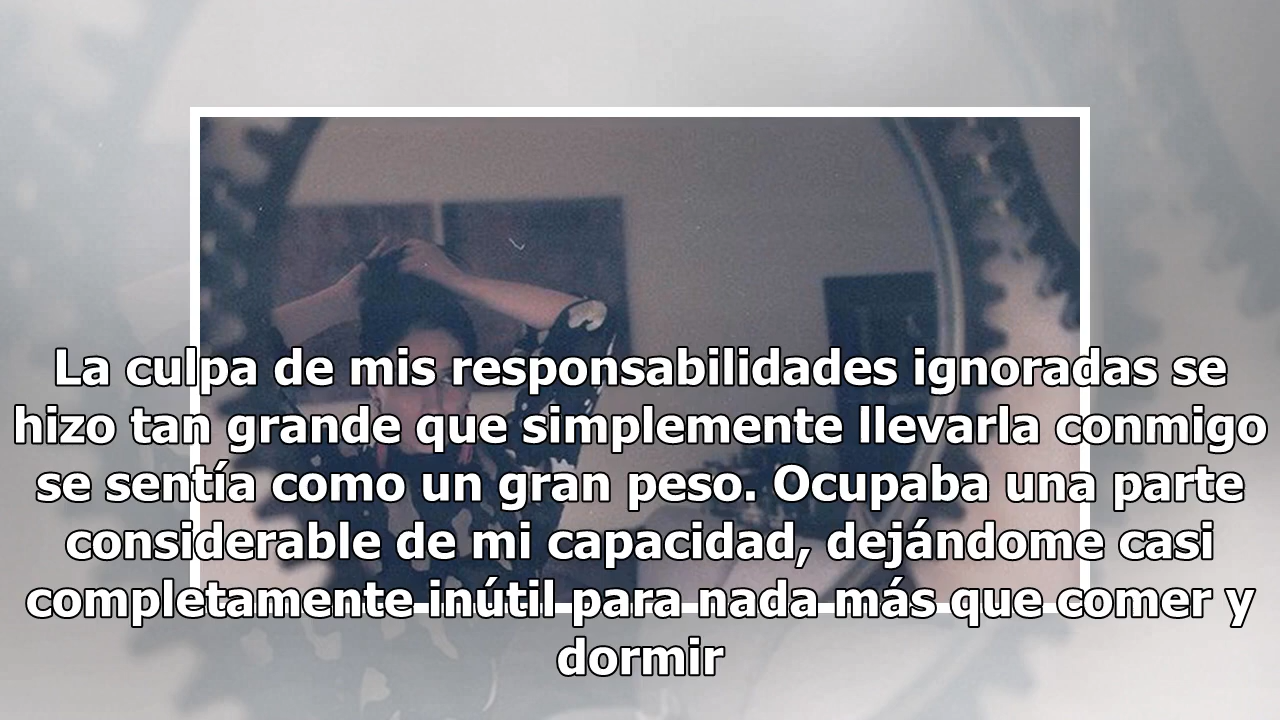 La culpa de mis responsabilidades ignoradas se
hizo tan grande que simplemente llevarla conmigo
se sentía como un gran peso. Ocupaba una parte
considerable de mi capacidad, dejándome casi
completamente inútil para nada más que comer y
dormir